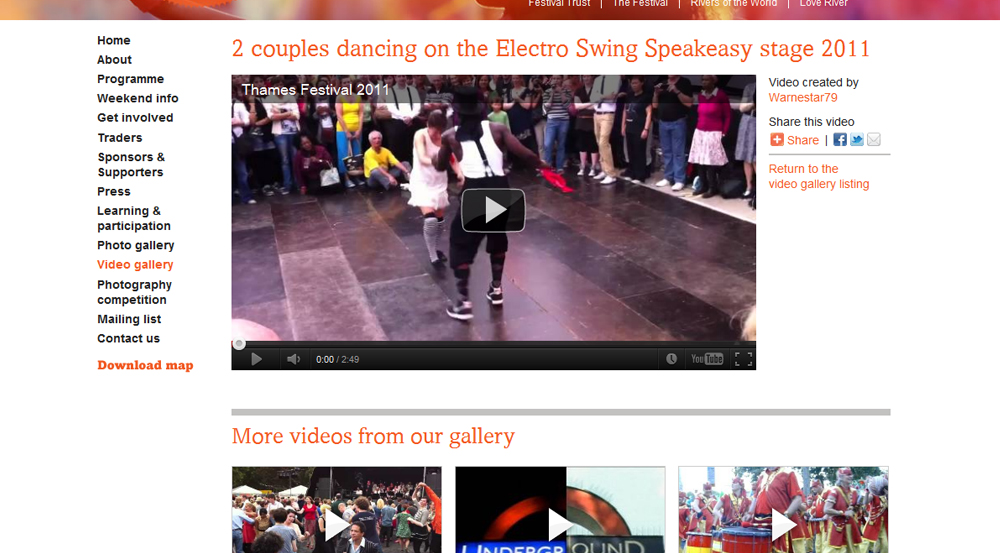 Festival Trust | The Festival | Rivers of the World | Love River
Home
About
Programme
Weekend info
Get involved
Traders
Sponsors &
Supporters
Press
Learning &
participation
Photo gallery
Video gallery
Photography
competition
Mailing list
Contact us
Download map
2 couples dancing on the Electro Swing Speakeasy stage 2011
Thames Festival 2011
0:00 / 2:49
YouTube
Video created by
Warnestar79
Share this video
Share |
Return to the
video gallery listing
More videos from our gallery
UNDERGROUND